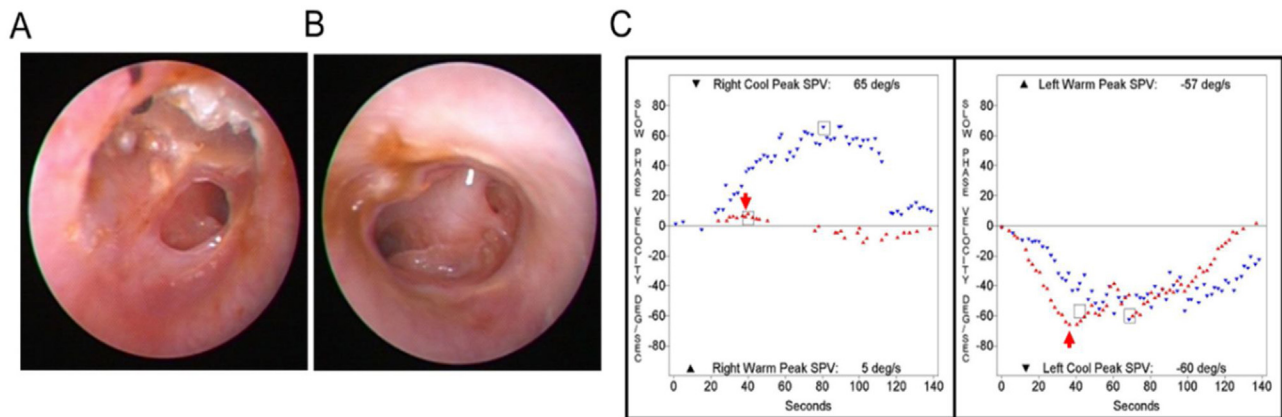 A
B
C
▼ Right Cool Peak SPV: 65 deg/s
SLOW PHASE VELOCITY DEG/SEC
80
60
40
20
0
-20
-40
-60
-80
▲ Right Warm Peak SPV: 5 deg/s
0 20 40 60 80 100 120 140
Seconds
▲ Left Warm Peak SPV: -57
SLOW PHASE VELOCITY DEG/SEC
80
60
40
20
0
-20
-40
-60
-80
▼ Left Cool Peak SPV: -60 deg/s
0 20 40 60 80 100 120 140
Seconds